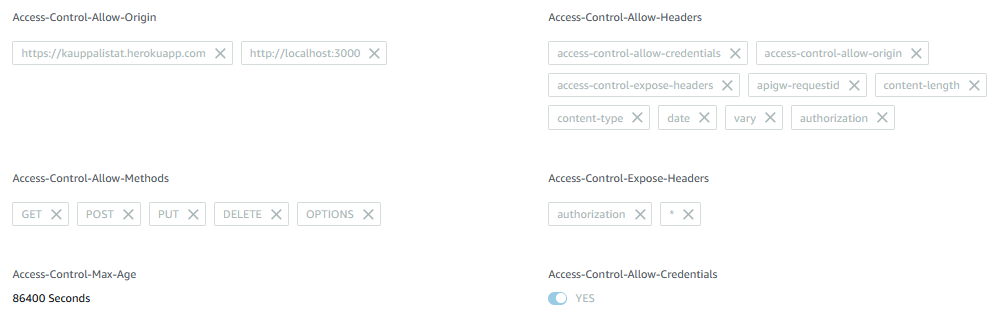 Access-Control-Allow-Origin
https://kauppalistat.herokuapp.com
http://localhost:3000
Access-Control-Allow-Headers
access-control-allow-credentials
access-control-allow-origin
access-control-expose-headers
apigw-requestid
content-length
content-type
date
vary
authorization
Access-Control-Allow-Methods
GET
POST
PUT
DELETE
OPTIONS
Access-Control-Expose-Headers
authorization
*
Access-Control-Max-Age
86400 Seconds
Access-Control-Allow-Credentials
YES